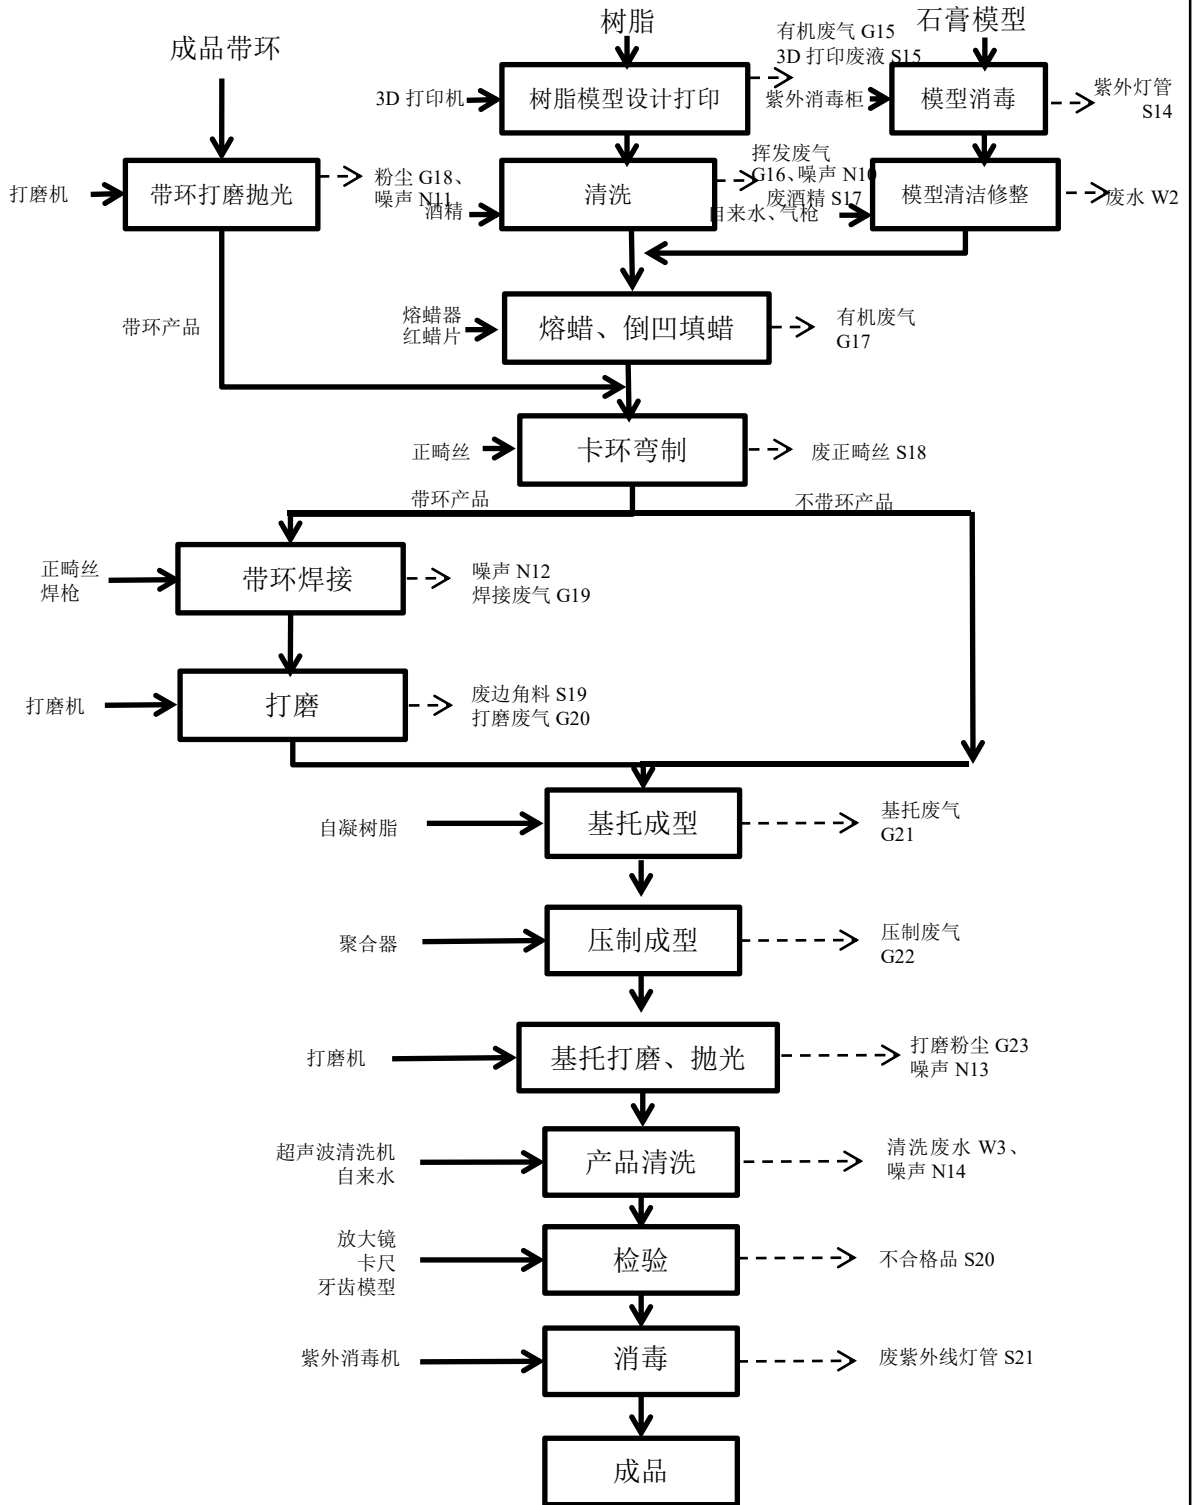 成品带环
树脂
石膏模型
有机废气 G15
3D 打印废液 S15
3D 打印机
树脂模型设计打印
紫外消毒柜
模型消毒
紫外灯管
S14
打磨机
带环打磨抛光
粉尘 G18、
噪声 N11
酒精
清洗
挥发废气
G16、噪声 N10
废酒精 S17
自来水、气枪
模型清洁修整
废水 W2
带环产品
熔蜡器
红蜡片
熔蜡、倒凹填蜡
有机废气
G17
正畸丝
卡环弯制
废正畸丝 S18
带环产品
不带环产品
正畸丝
焊枪
带环焊接
噪声 N12
焊接废气 G19
打磨机
打磨
废边角料 S19
打磨废气 G20
自凝树脂
基托成型
基托废气
G21
聚合器
压制成型
压制废气
G22
打磨机
基托打磨、抛光
打磨粉尘 G23
噪声 N13
超声波清洗机
自来水
产品清洗
清洗废水 W3、
噪声 N14
放大镜
卡尺
牙齿模型
检验
不合格品 S20
紫外消毒机
消毒
废紫外线灯管 S21
成品